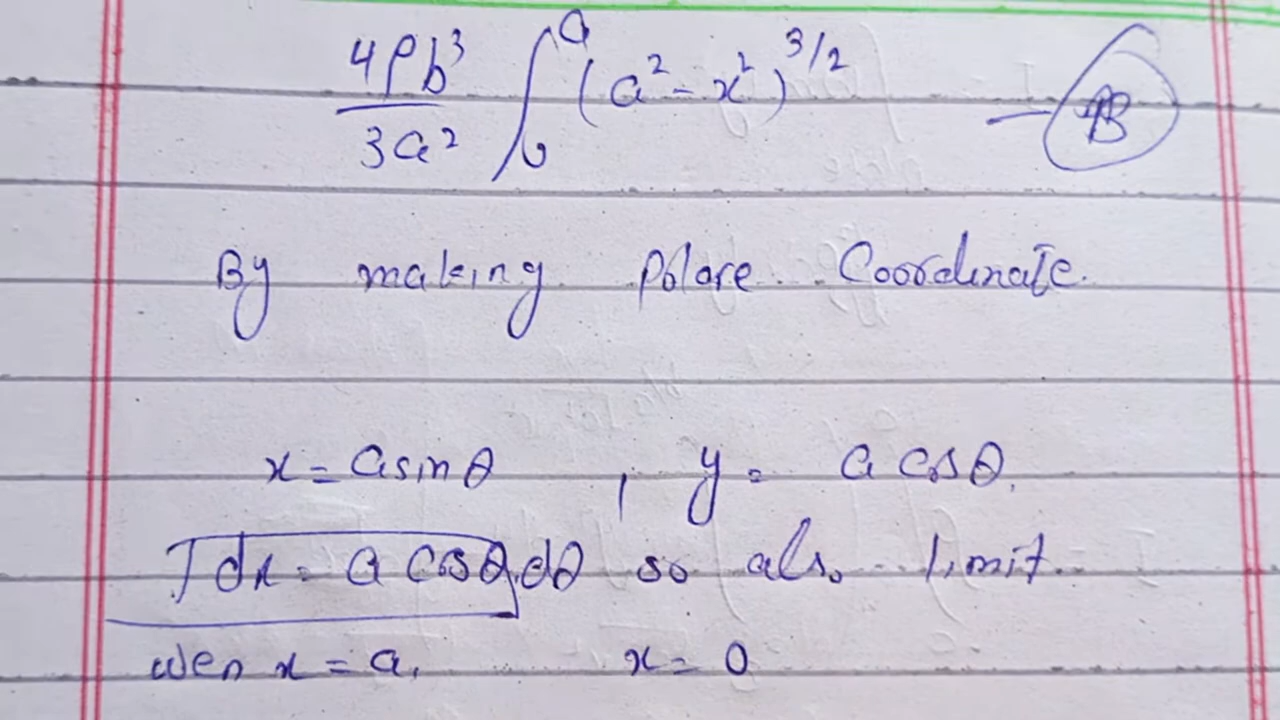 4ρb³/3a² ∫₀ᵃ (a² - x²)^3/2 — B
By making Polare Coordinate.
x = a sin θ , y = a cos θ.
dx = a cos θ.dθ so also limit.
wen x = a, x = 0